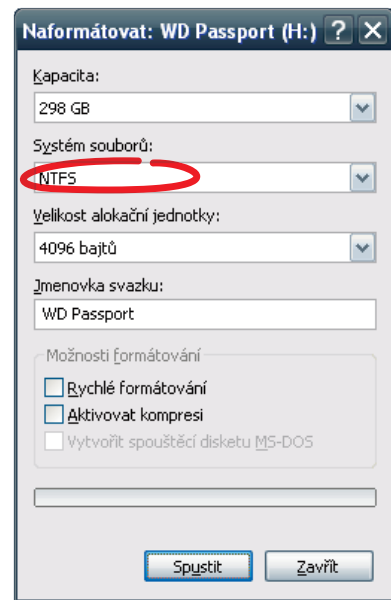 Naformátovat: WD Passport (H:)
Kapacita:
298 GB
Systém souborů:
NTFS
Velikost alokační jednotky:
4096 bajtů
Jmenovka svazku:
WD Passport
Možnosti formátování
Rychlé formátování
Aktivovat kompresi
Vytvořit spouštěcí disketu MS-DOS
Spustit Zavřít